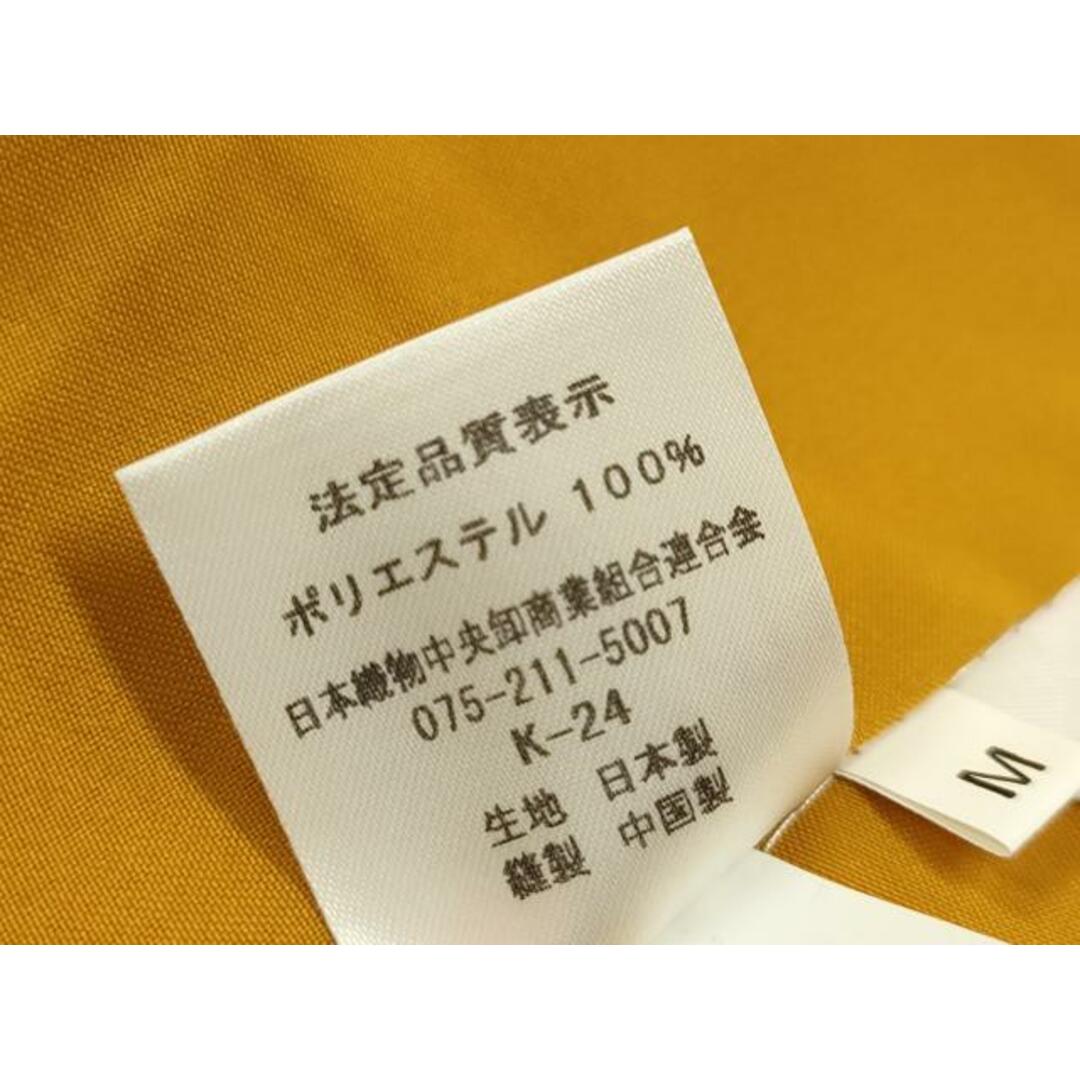 法定品質表示
ポリエステル 100%
日本織物中央卸商業組合連合会
075-211-5007
K-24
生地 日本製
縫製 中国製
M